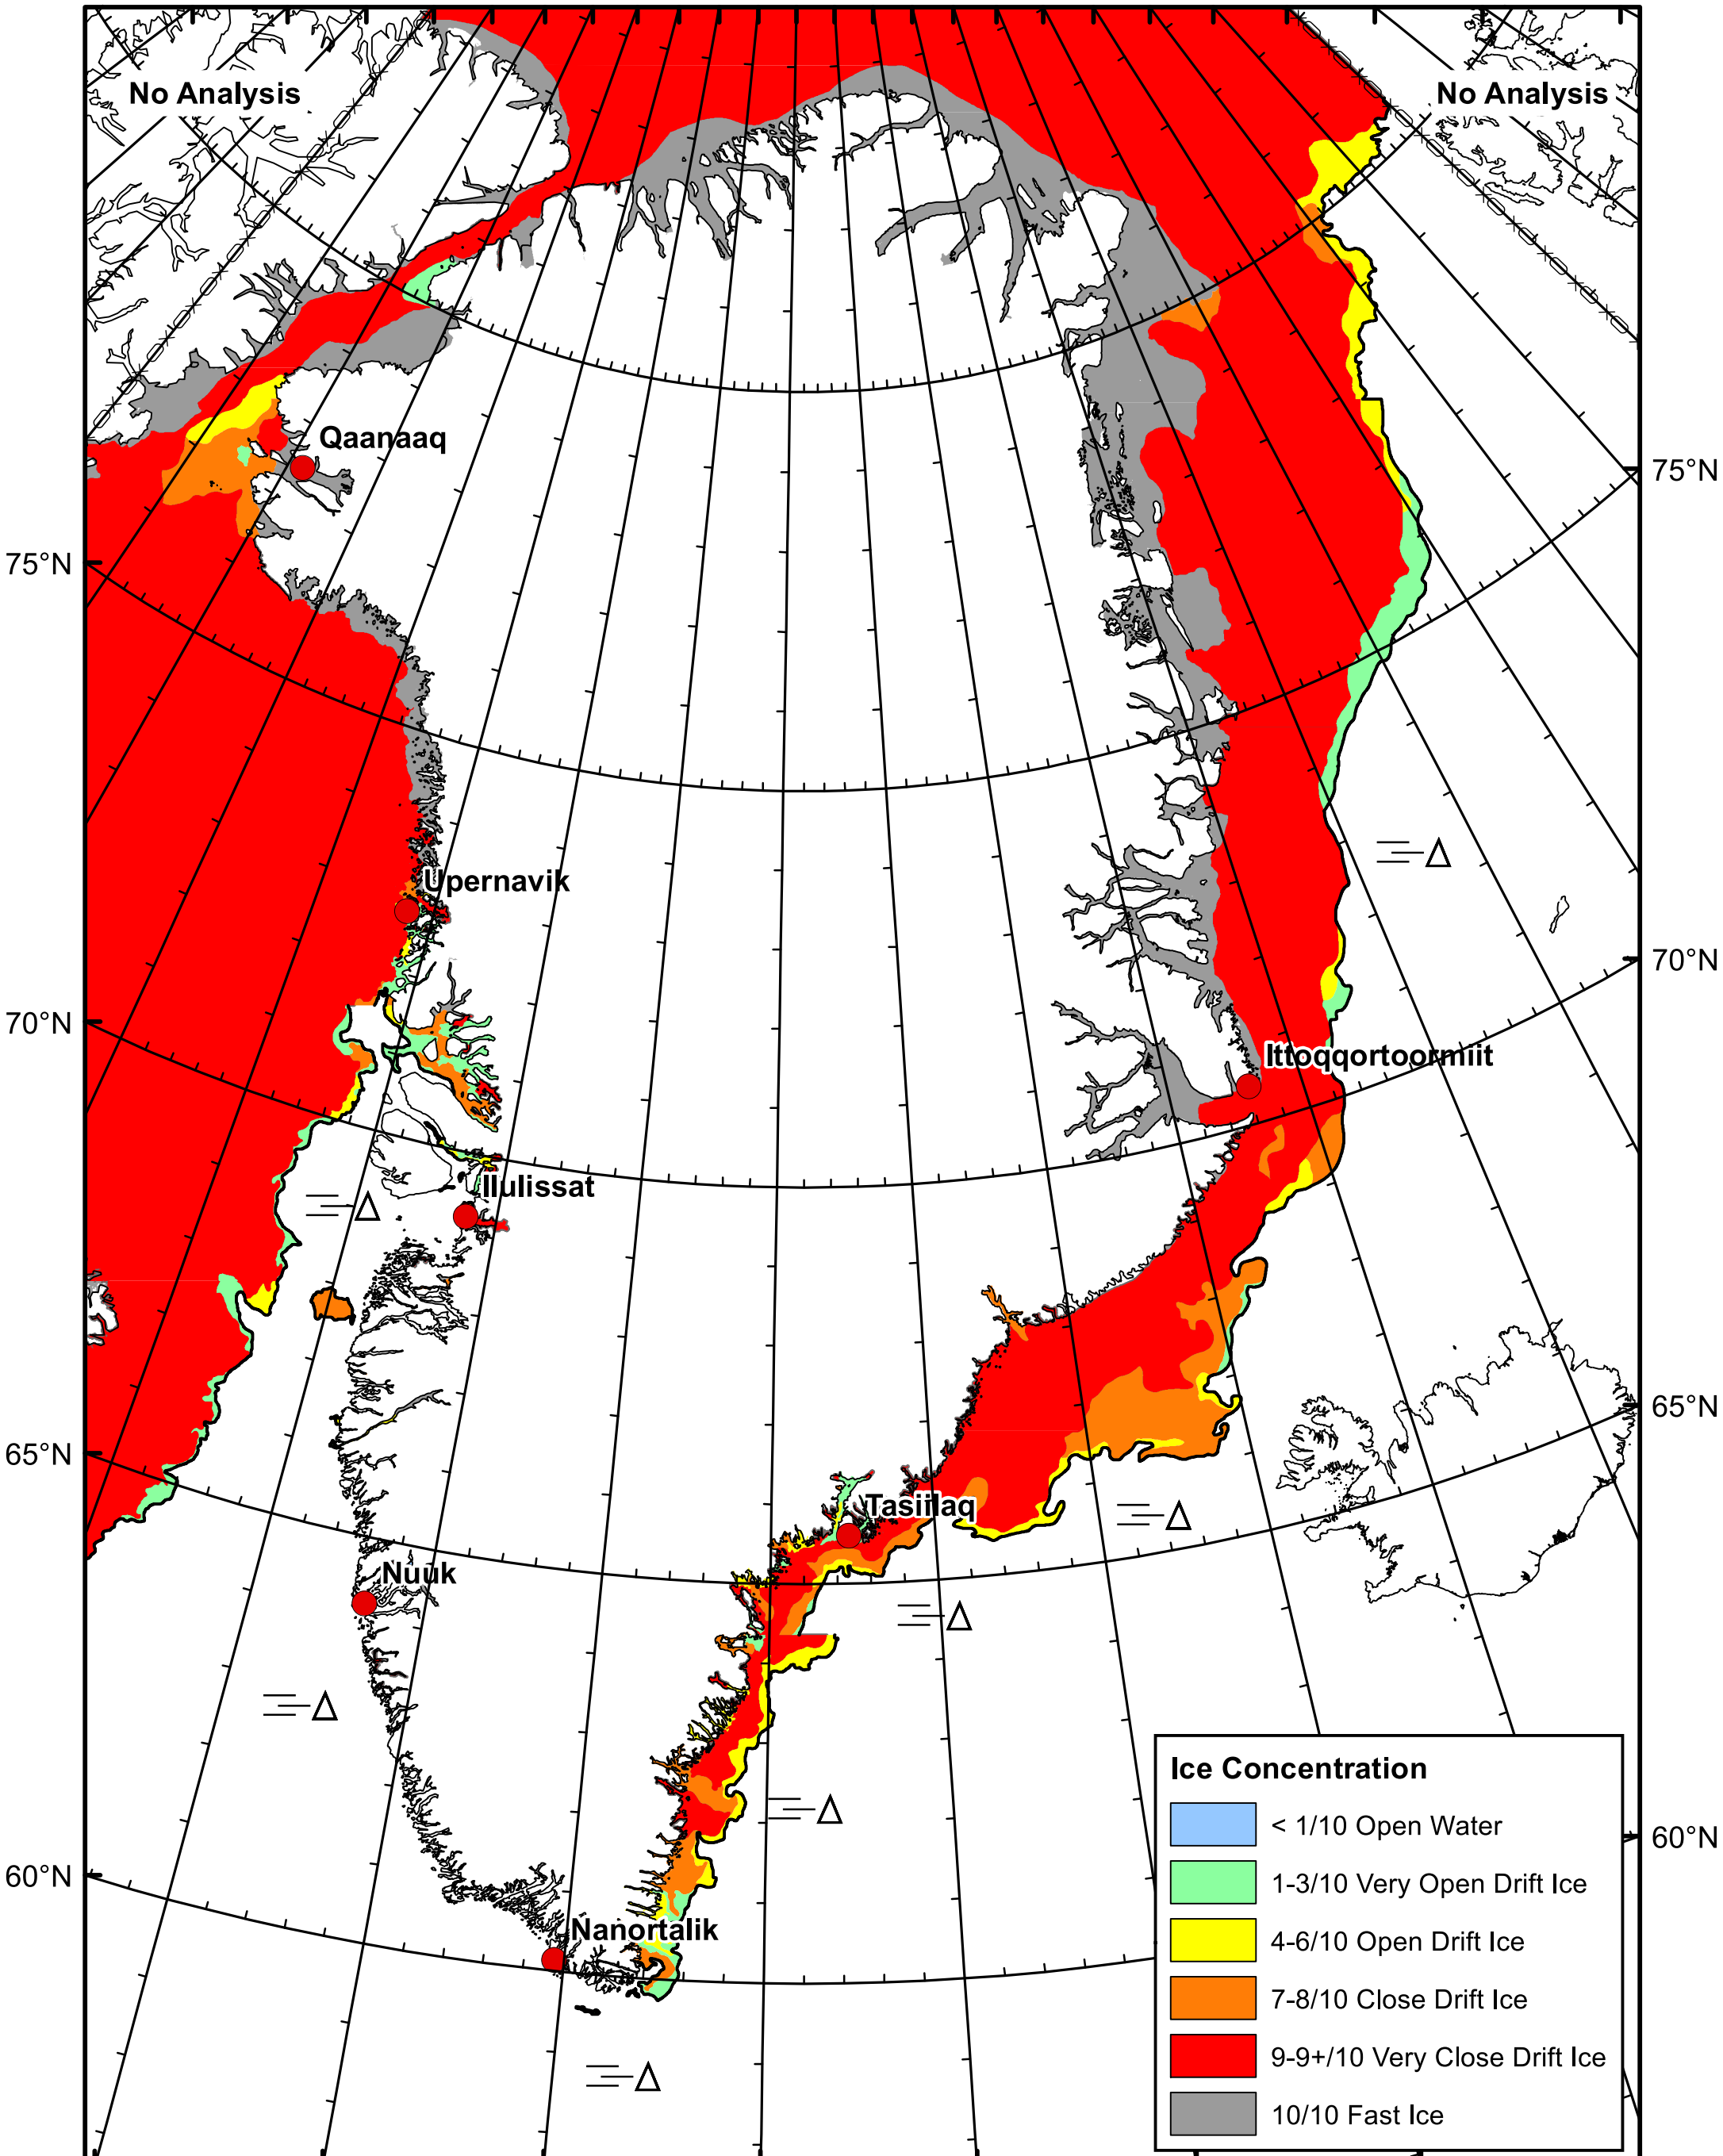 No Analysis
No Analysis
Qaanaaq
75°N
75°N
Upernavik
70°N
70°N
Ittoqqortoormiit
Ilulissat
65°N
65°N
Tasiilaq
Nuuk
60°N
60°N
Nanortalik
Ice Concentration
< 1/10 Open Water
1-3/10 Very Open Drift Ice
4-6/10 Open Drift Ice
7-8/10 Close Drift Ice
9-9+/10 Very Close Drift Ice
10/10 Fast Ice